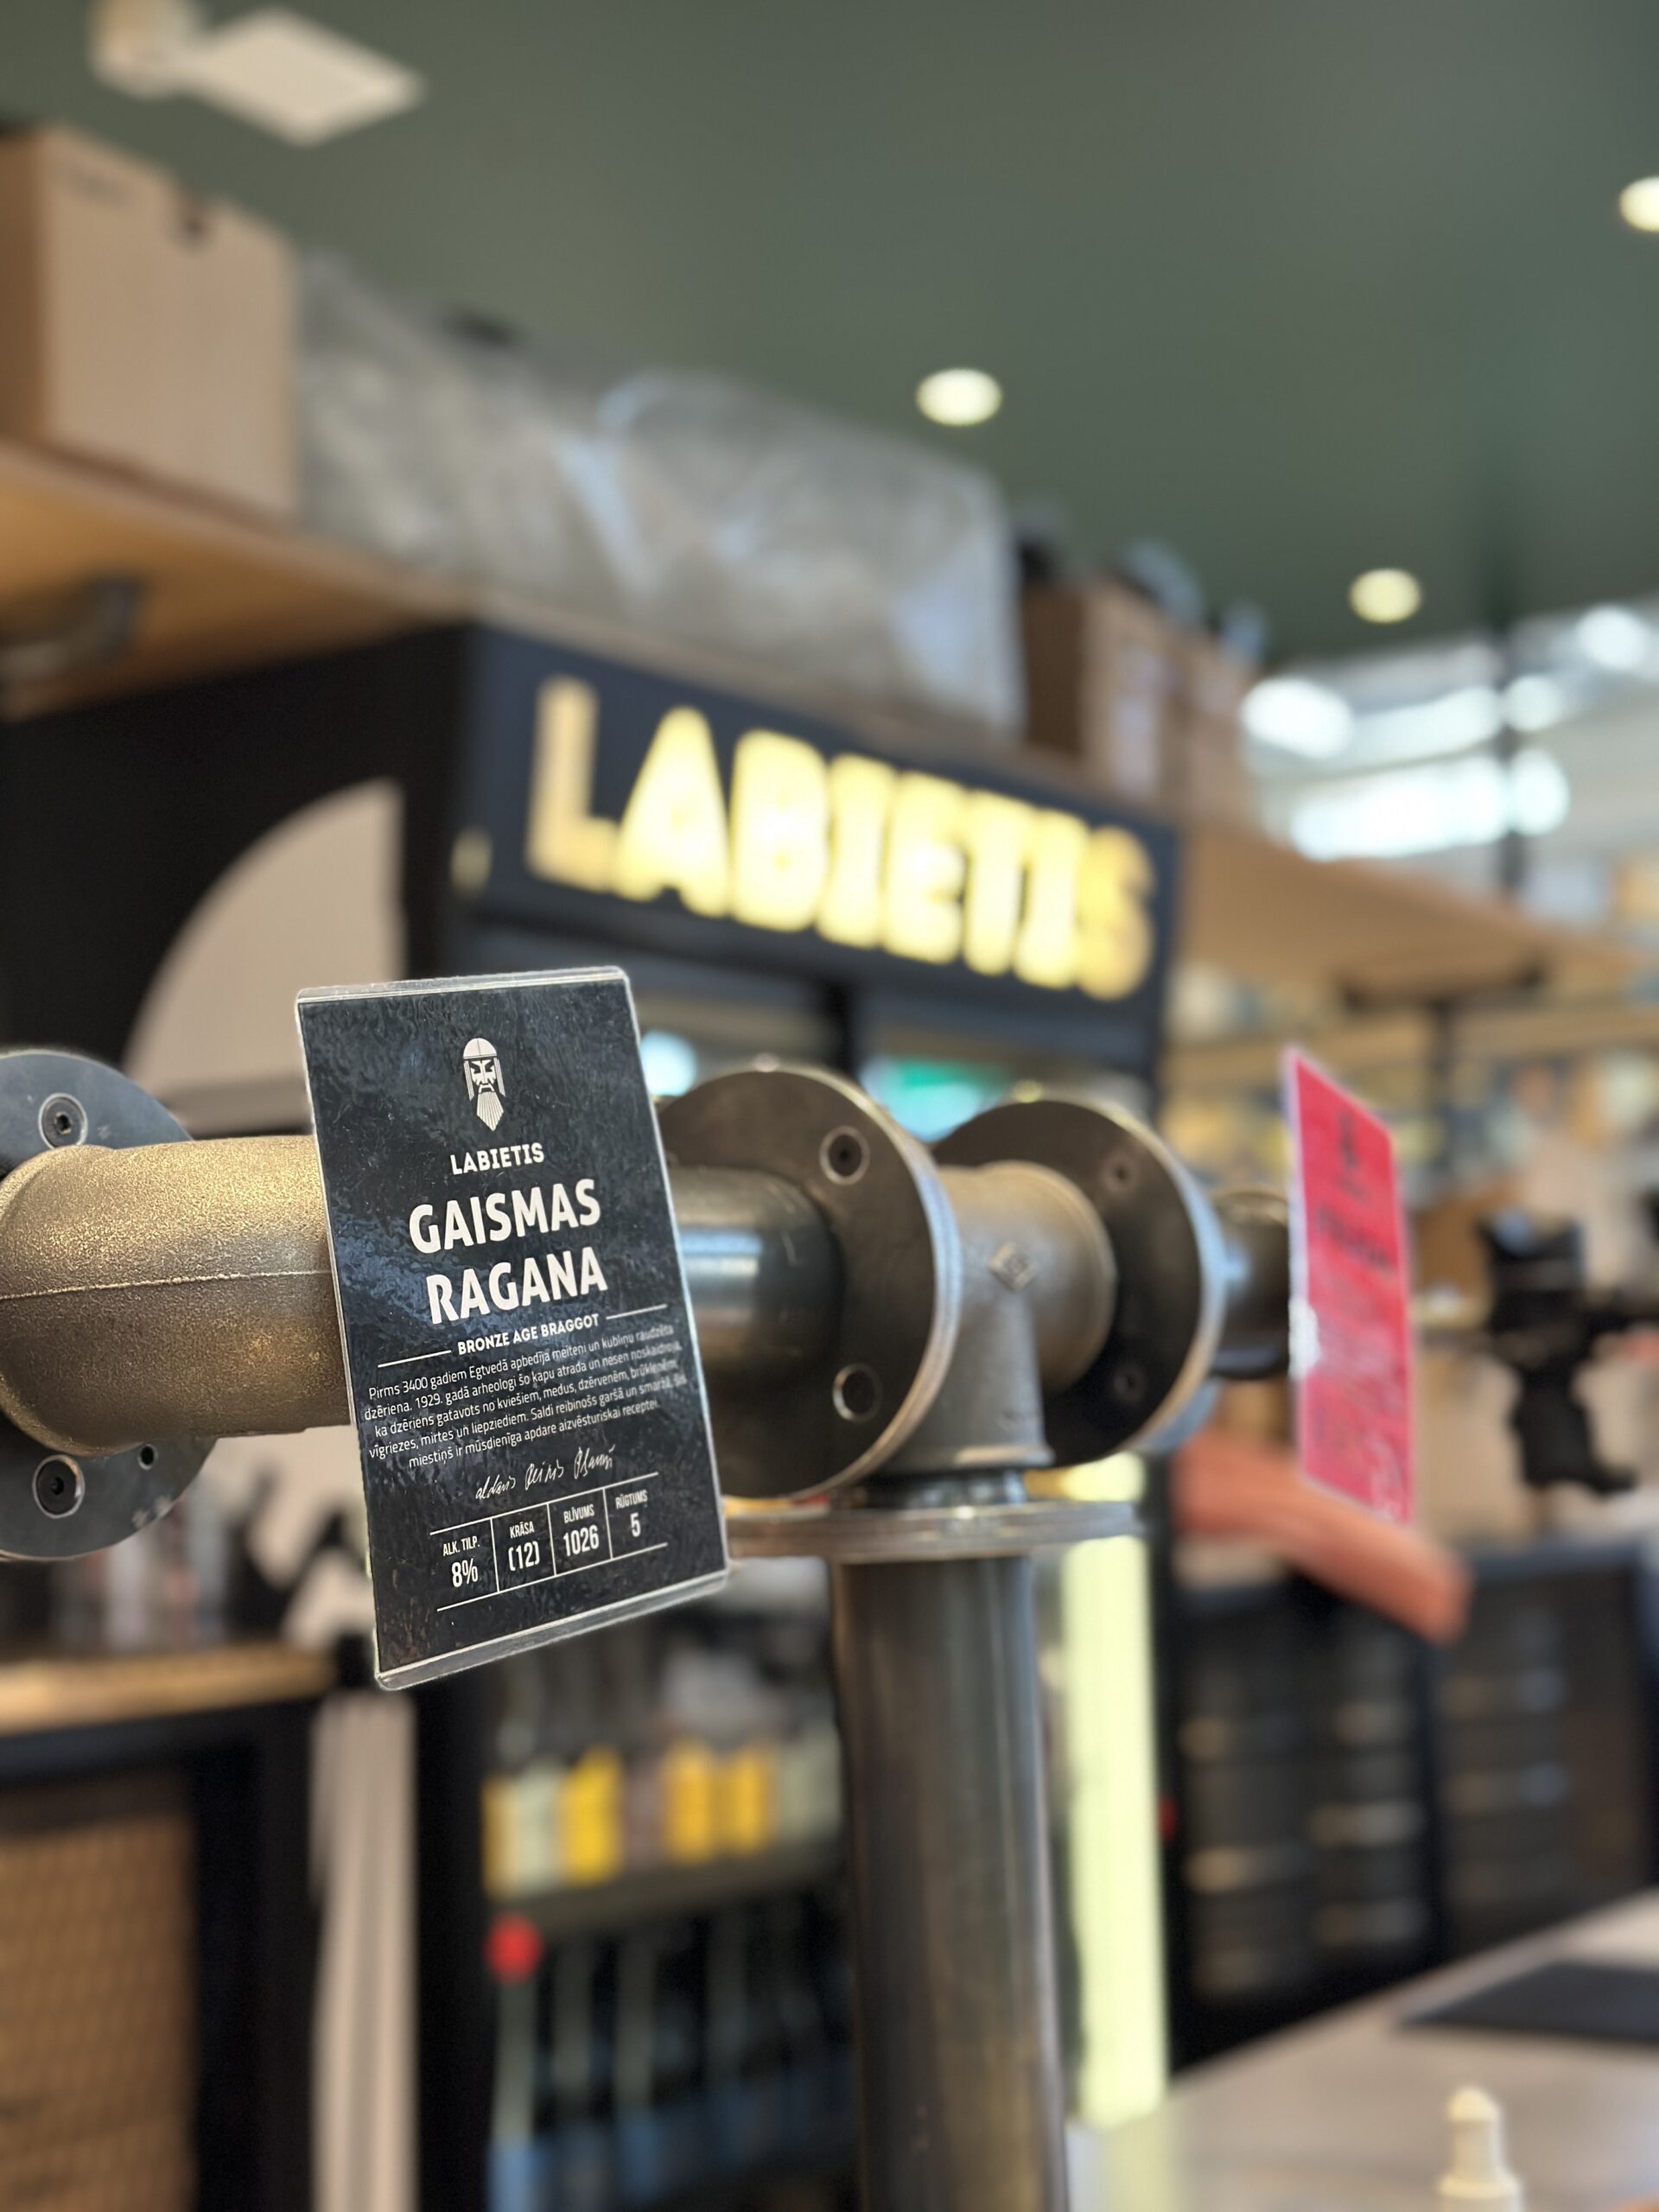 LABIETIS
LABIETIS
GAISMAS
RAGANA
BRONZE AGE BRAGGOT
Pirms 3400 gadiem Egtvedā apbedīja meiteni un kubliņu raudzēta
dzēriena. 1929. gadā arheologi šo kapu atrada un nesen noskaidroja,
ka dzēriens gatavots no kviešiem, medus, dzērvenēm, brūklenēm,
vīgriezes, mirtes un liepziediem. Saldi reibinošs garšā un smaržā, šis
miestiņš ir mūsdienīga apdare aizvēsturiskai receptei.
ALK. TILP. KRĀSA BLĪVUMS RŪGTUMS
8% (12) 1026 5